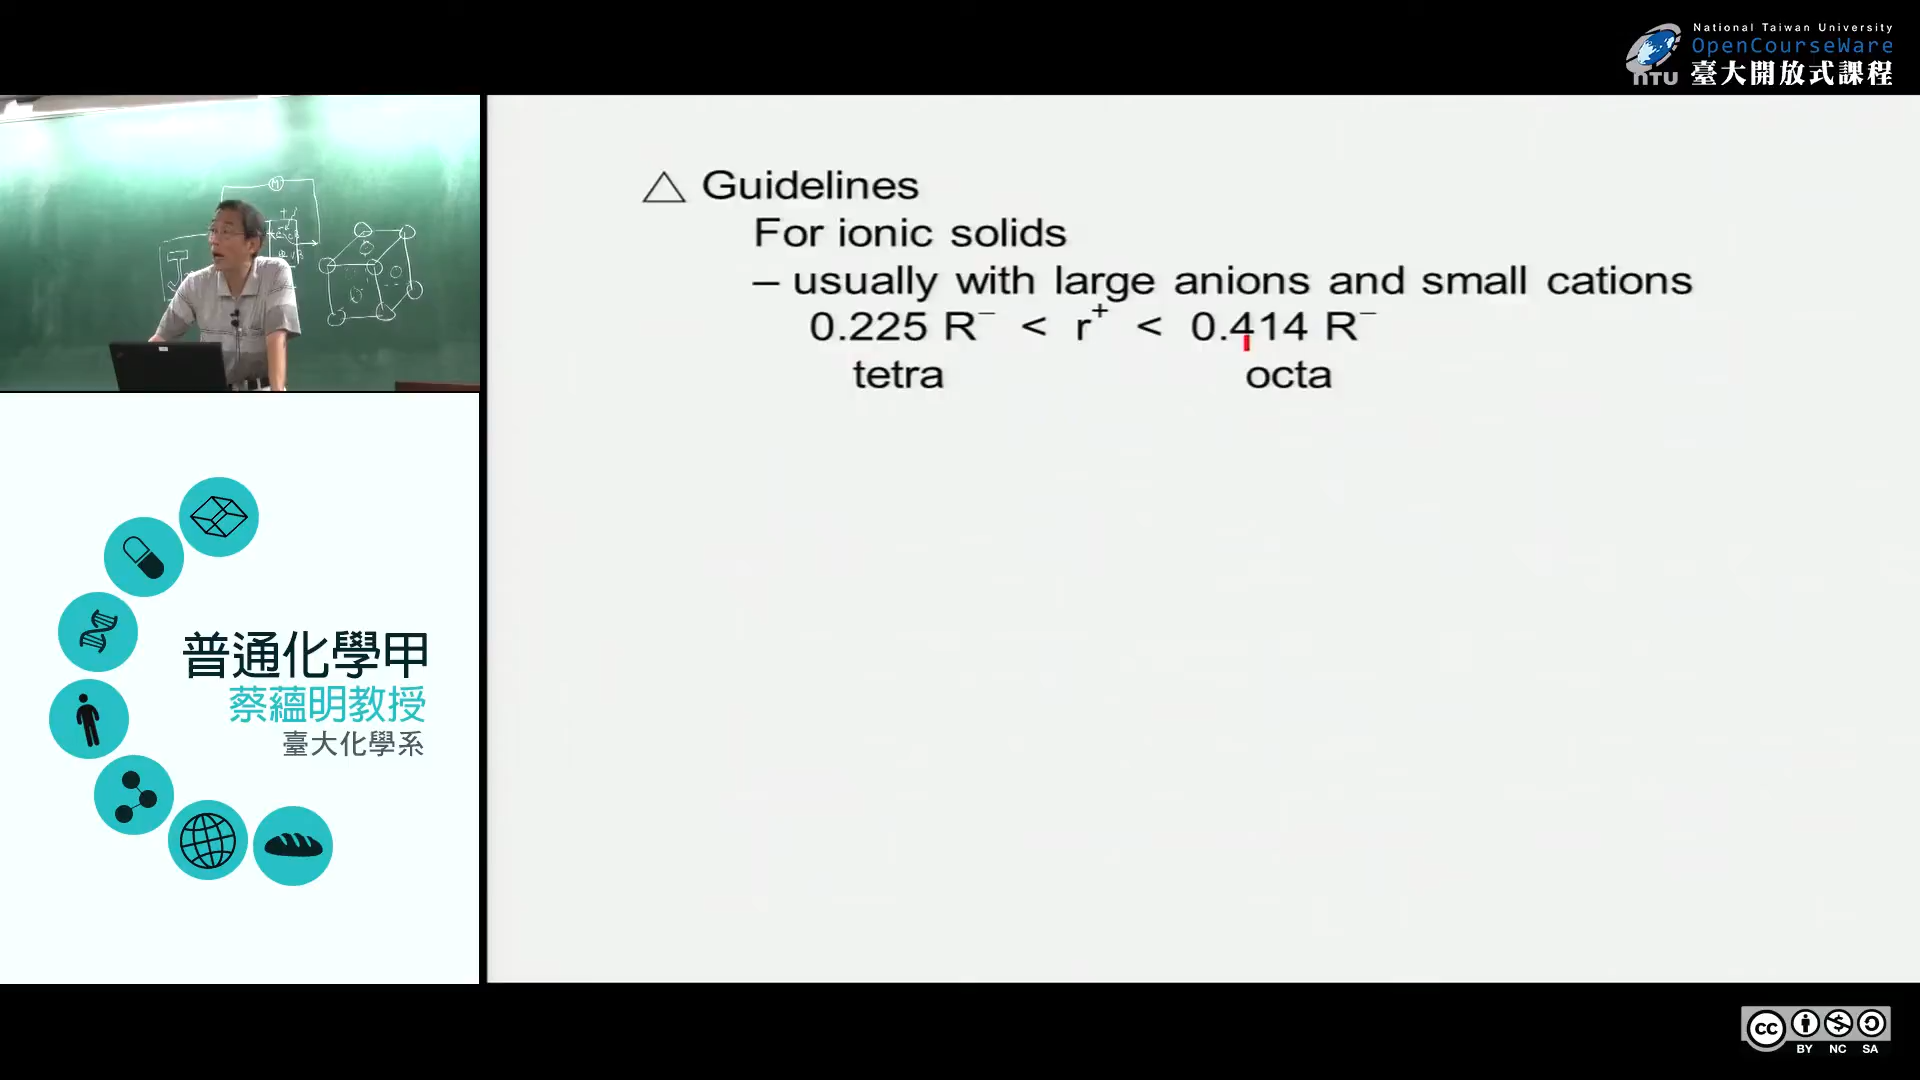 National Taiwan University
OpenCourseWare
NTU 臺大開放式課程
△ Guidelines
For ionic solids
– usually with large anions and small cations
0.225 R⁻ < r⁺ < 0.414 R⁻
tetra octa
普通化學甲
蔡蘊明教授
臺大化學系
cc
BY NC SA